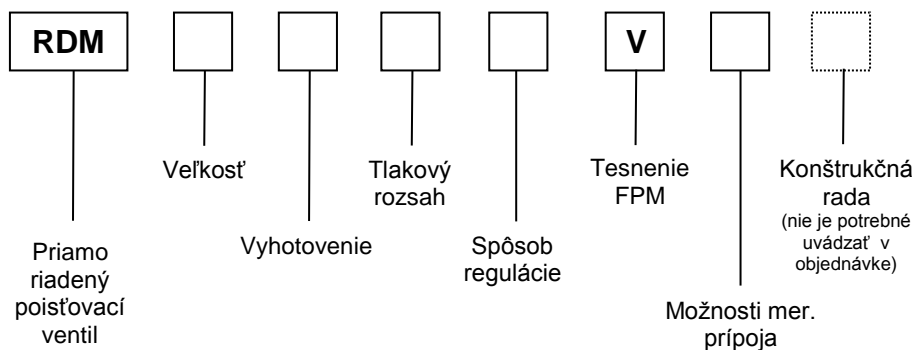 RDM
V
Veľkosť
Tlakový
rozsah
Tesnenie
FPM
Konštrukčná
rada
(nie je potrebné
uvádzať v
objednávke)
Priamo
riadený
poisťovací
ventil
Vyhotovenie
Spôsob
regulácie
Možnosti mer.
prípoja